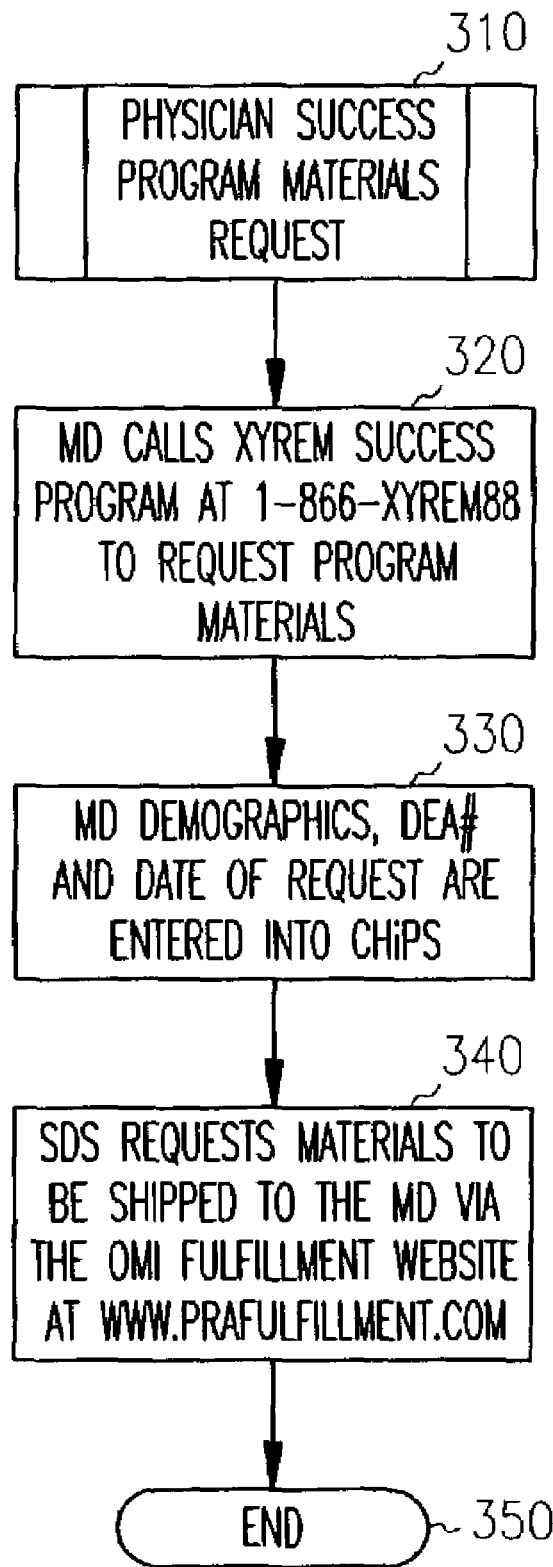 310
PHYSICIAN SUCCESS
PROGRAM MATERIALS
REQUEST
320
MD CALLS XYREM SUCCESS
PROGRAM AT 1-866-XYREM88
TO REQUEST PROGRAM
MATERIALS
330
MD DEMOGRAPHICS, DEA#
AND DATE OF REQUEST ARE
ENTERED INTO CHiPS
340
SDS REQUESTS MATERIALS TO
BE SHIPPED TO THE MD VIA
THE OMI FULFILLMENT WEBSITE
AT WWW.PRAFULFILLMENT.COM
END
350